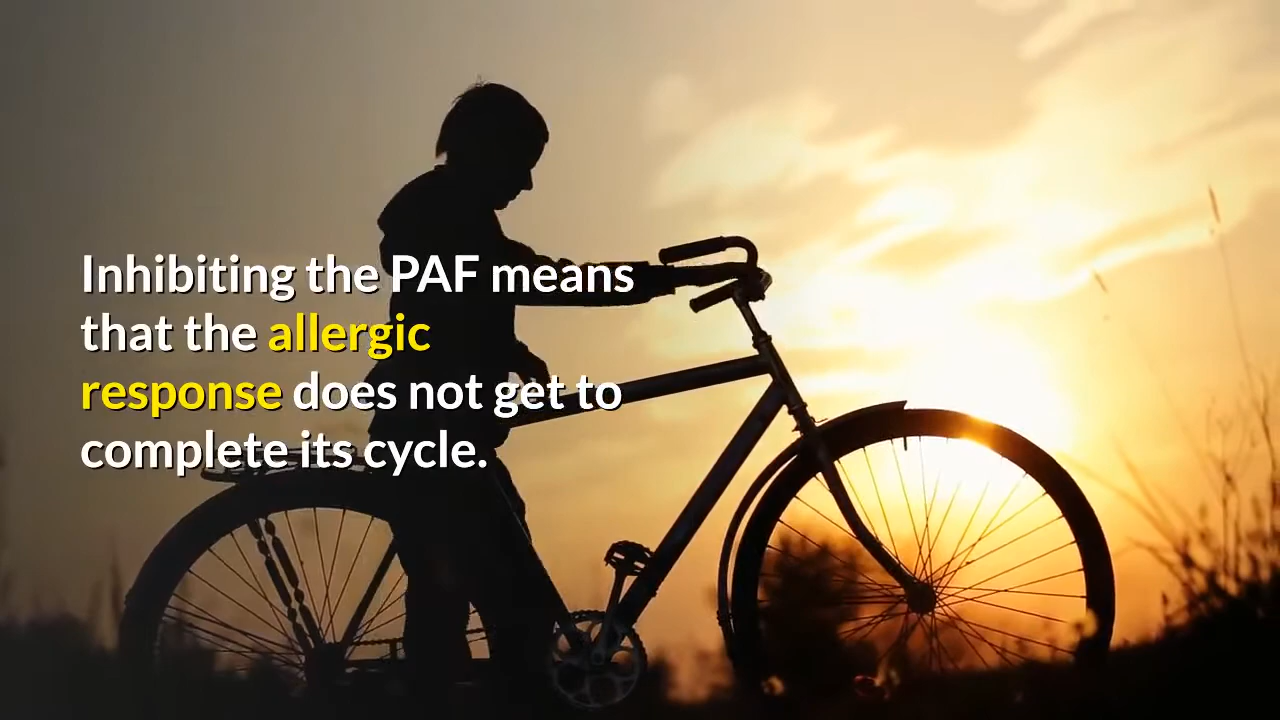 Inhibiting the PAF means
that the allergic
response does not get to
complete its cycle.